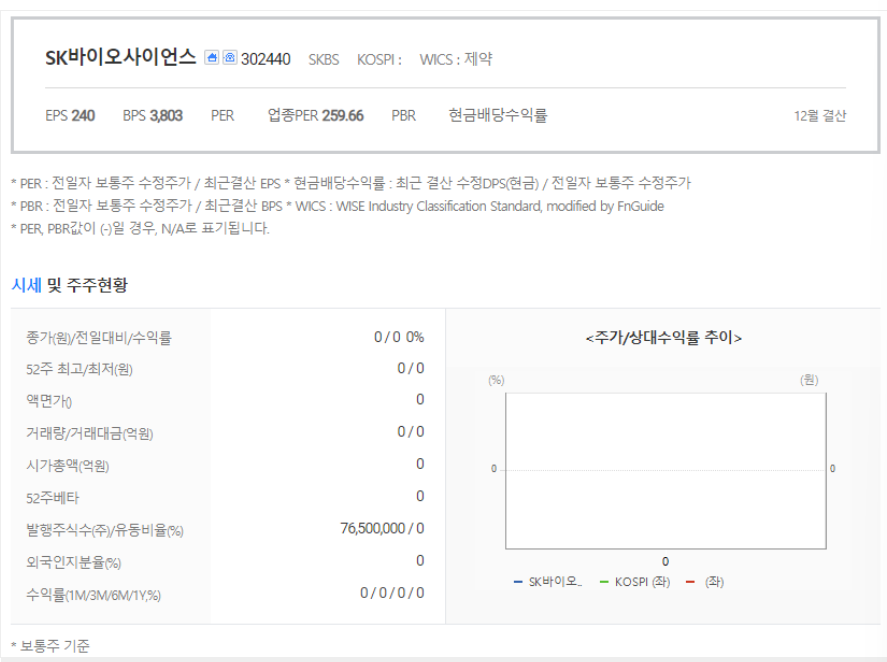 SK바이오사이언스 302440 SKBS KOSPI : WICS : 제약
EPS 240 BPS 3,803 PER 업종PER 259.66 PBR 현금배당수익률 12월 결산
* PER : 전일자 보통주 수정주가 / 최근결산 EPS * 현금배당수익률 : 최근 결산 수정DPS(현금) / 전일자 보통주 수정주가
* PBR : 전일자 보통주 수정주가 / 최근결산 BPS * WICS : WISE Industry Classification Standard, modified by FnGuide
* PER, PBR값이 (-)일 경우, N/A로 표기됩니다.
시세 및 주주현황
종가(원)/전일대비/수익률 0 / 0 0%
52주 최고/최저(원) 0 / 0
액면가() 0
거래량/거래대금(억원) 0 / 0
시가총액(억원) 0
52주베타 0
발행주식수(주)/유동비율(%) 76,500,000 / 0
외국인지분율(%) 0
수익률(1M/3M/6M/1Y,%) 0 / 0 / 0 / 0
<주가/상대수익률 추이>
(%) (원)
0 0
0
SK바이오.. KOSPI (좌) (좌)
* 보통주 기준